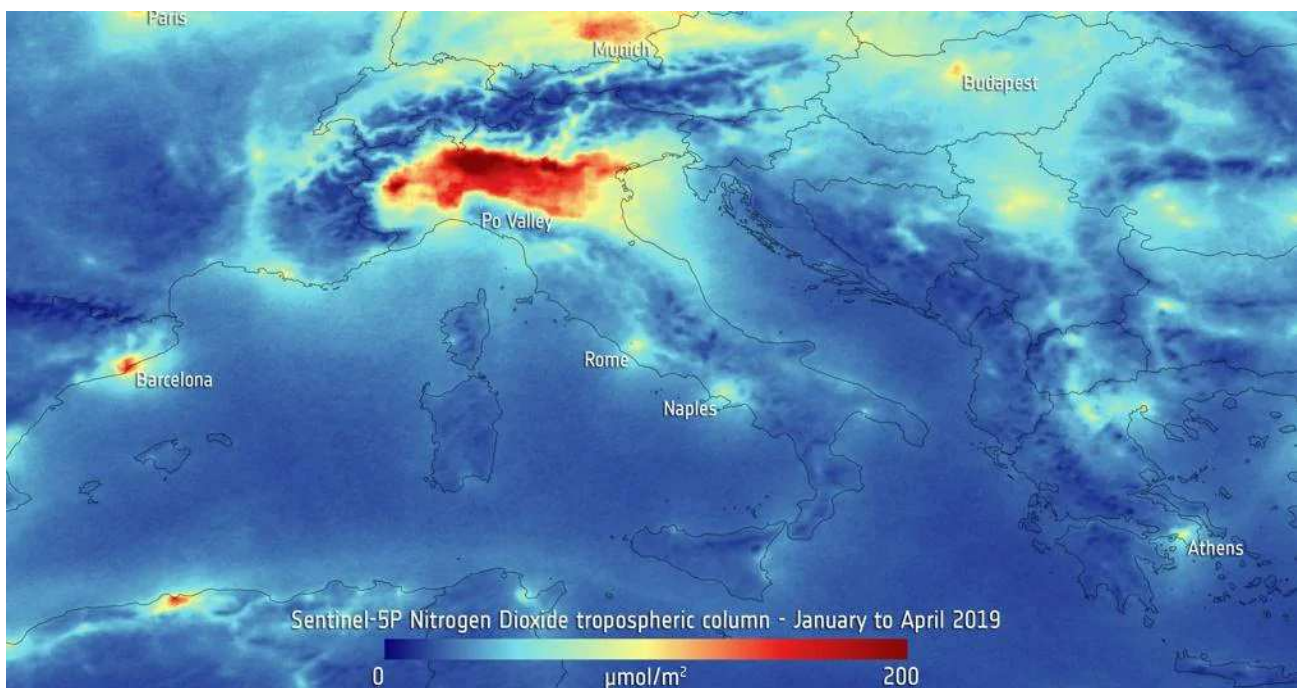 Paris
Munich
Budapest
Po Valley
Rome
Barcelona
Naples
Athens
Sentinel-5P Nitrogen Dioxide tropospheric column - January to April 2019
0 μmol/m² 200